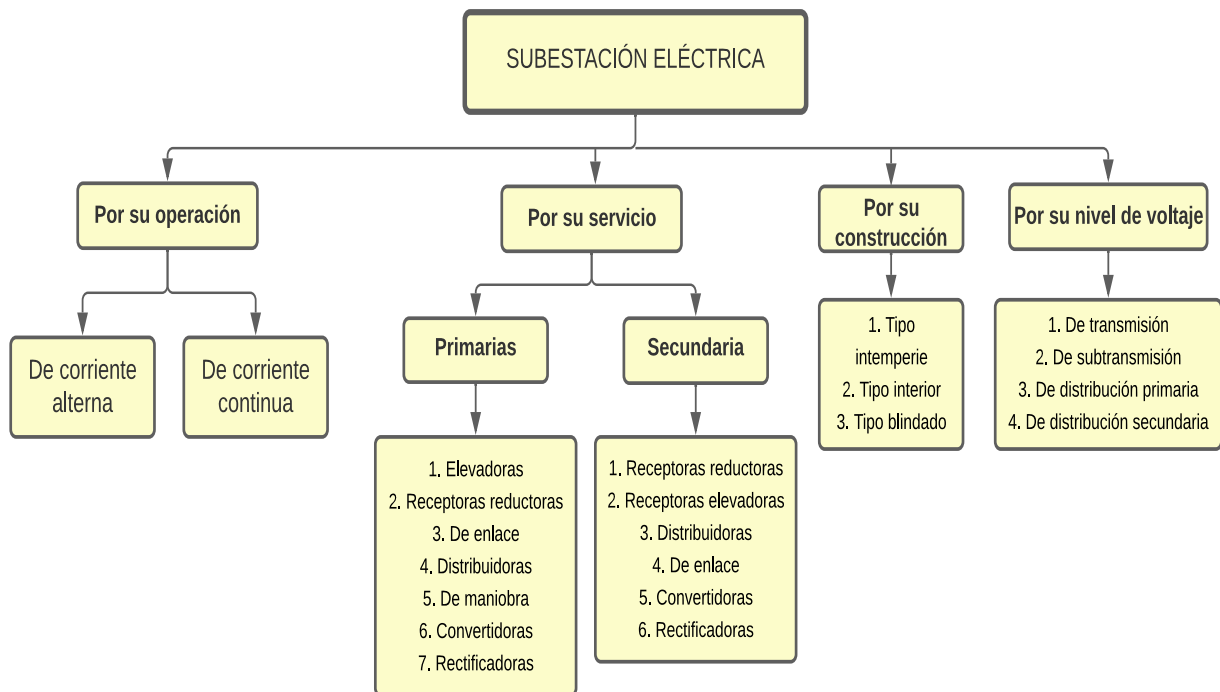 SUBESTACIÓN ELÉCTRICA
Por su operación
De corriente
alterna
De corriente
continua
Por su servicio
Primarias
1. Elevadoras
2. Receptoras reductoras
3. De enlace
4. Distribuidoras
5. De maniobra
6. Convertidoras
7. Rectificadoras
Secundaria
1. Receptoras reductoras
2. Receptoras elevadoras
3. Distribuidoras
4. De enlace
5. Convertidoras
6. Rectificadoras
Por su
construcción
1. Tipo
intemperie
2. Tipo interior
3. Tipo blindado
Por su nivel de voltaje
1. De transmisión
2. De subtransmisión
3. De distribución primaria
4. De distribución secundaria